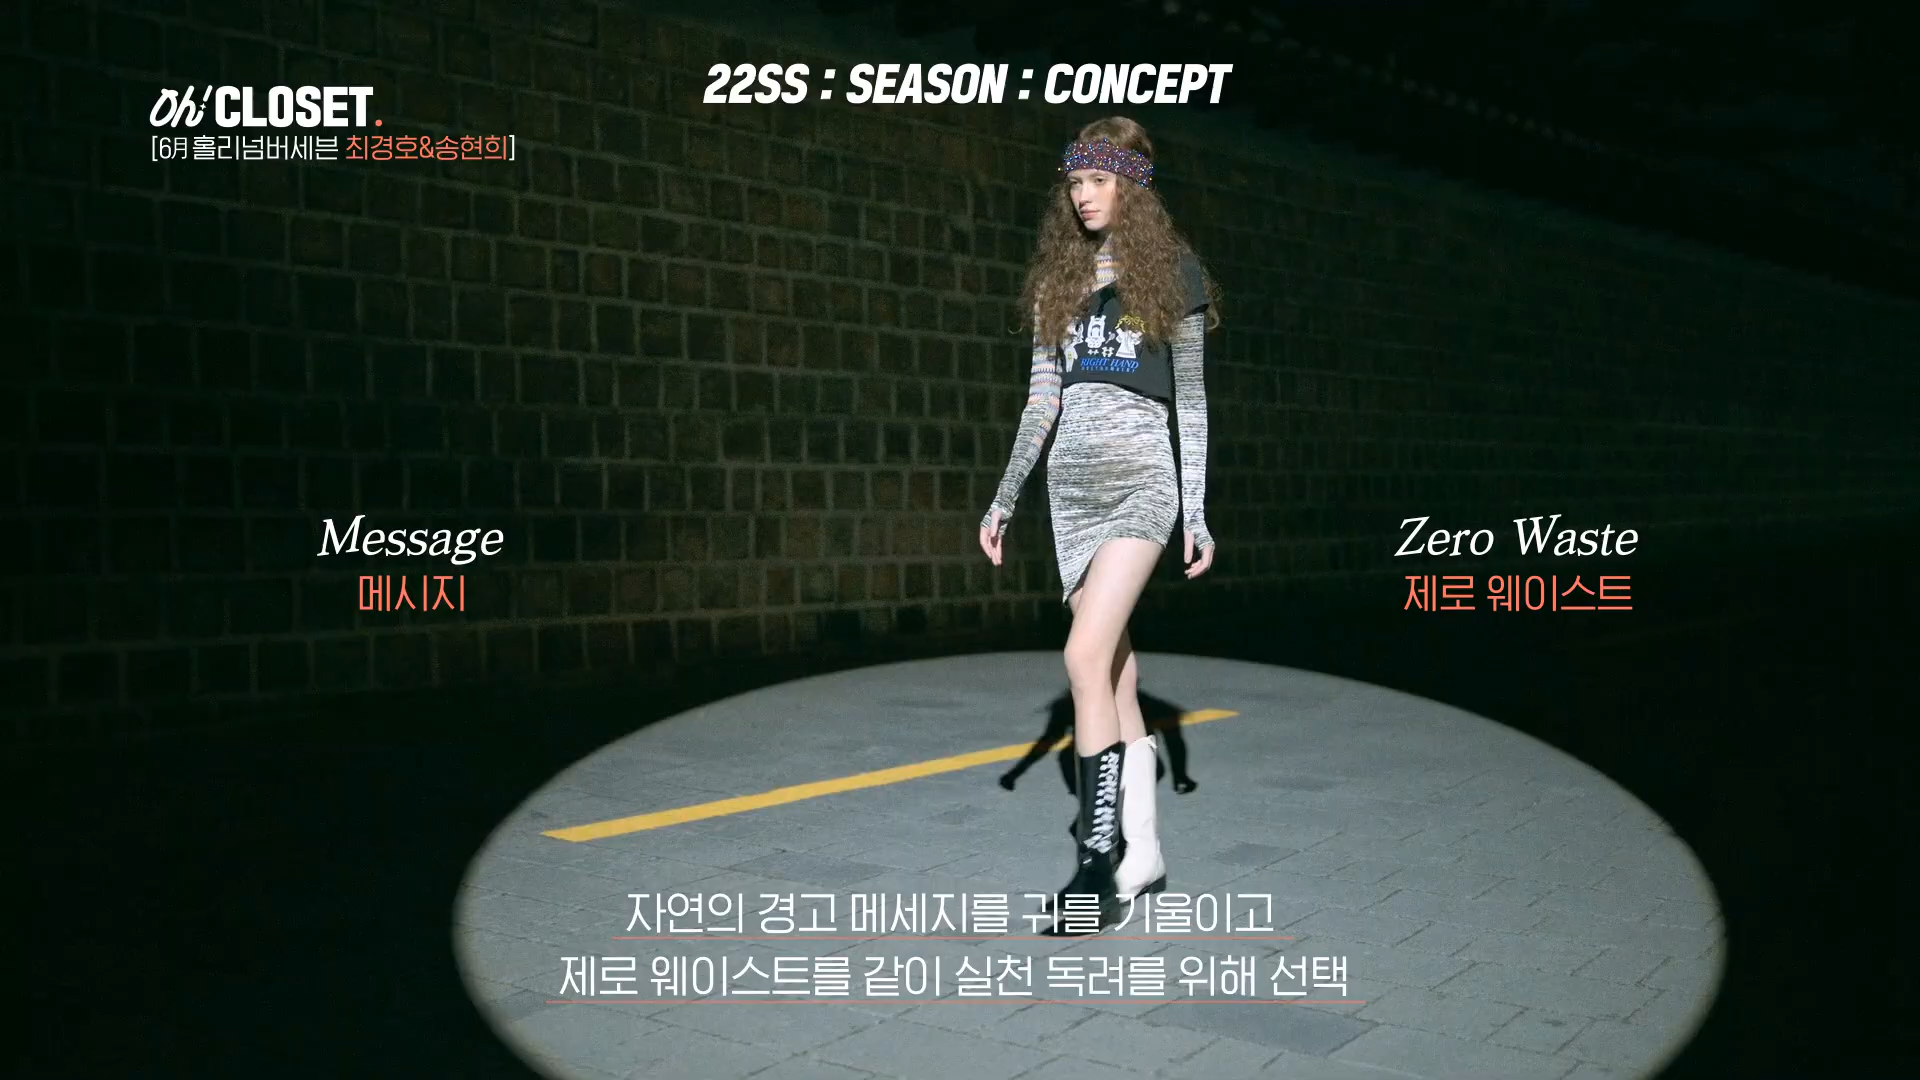 22SS : SEASON : CONCEPT
Oh! CLOSET.
[6月 홀리넘버세븐 최경호&송현희]
RIGHT HAND
Message
메시지
Zero Waste
제로 웨이스트
자연의 경고 메세지를 귀를 기울이고
제로 웨이스트를 같이 실천 독려를 위해 선택